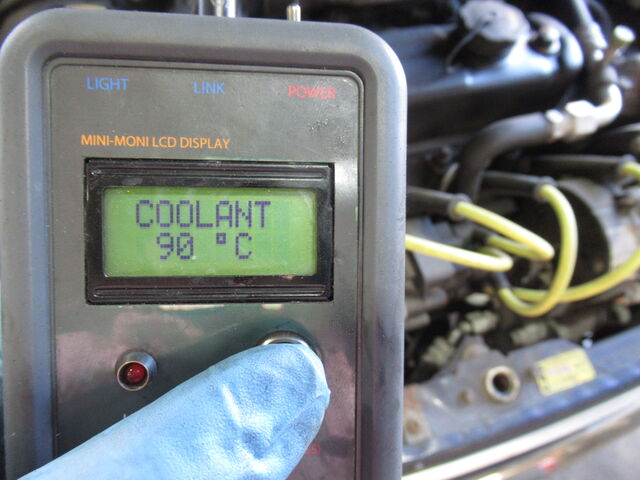 LIGHT LINK POWER
MINI-MONI LCD DISPLAY
COOLANT
90 °C